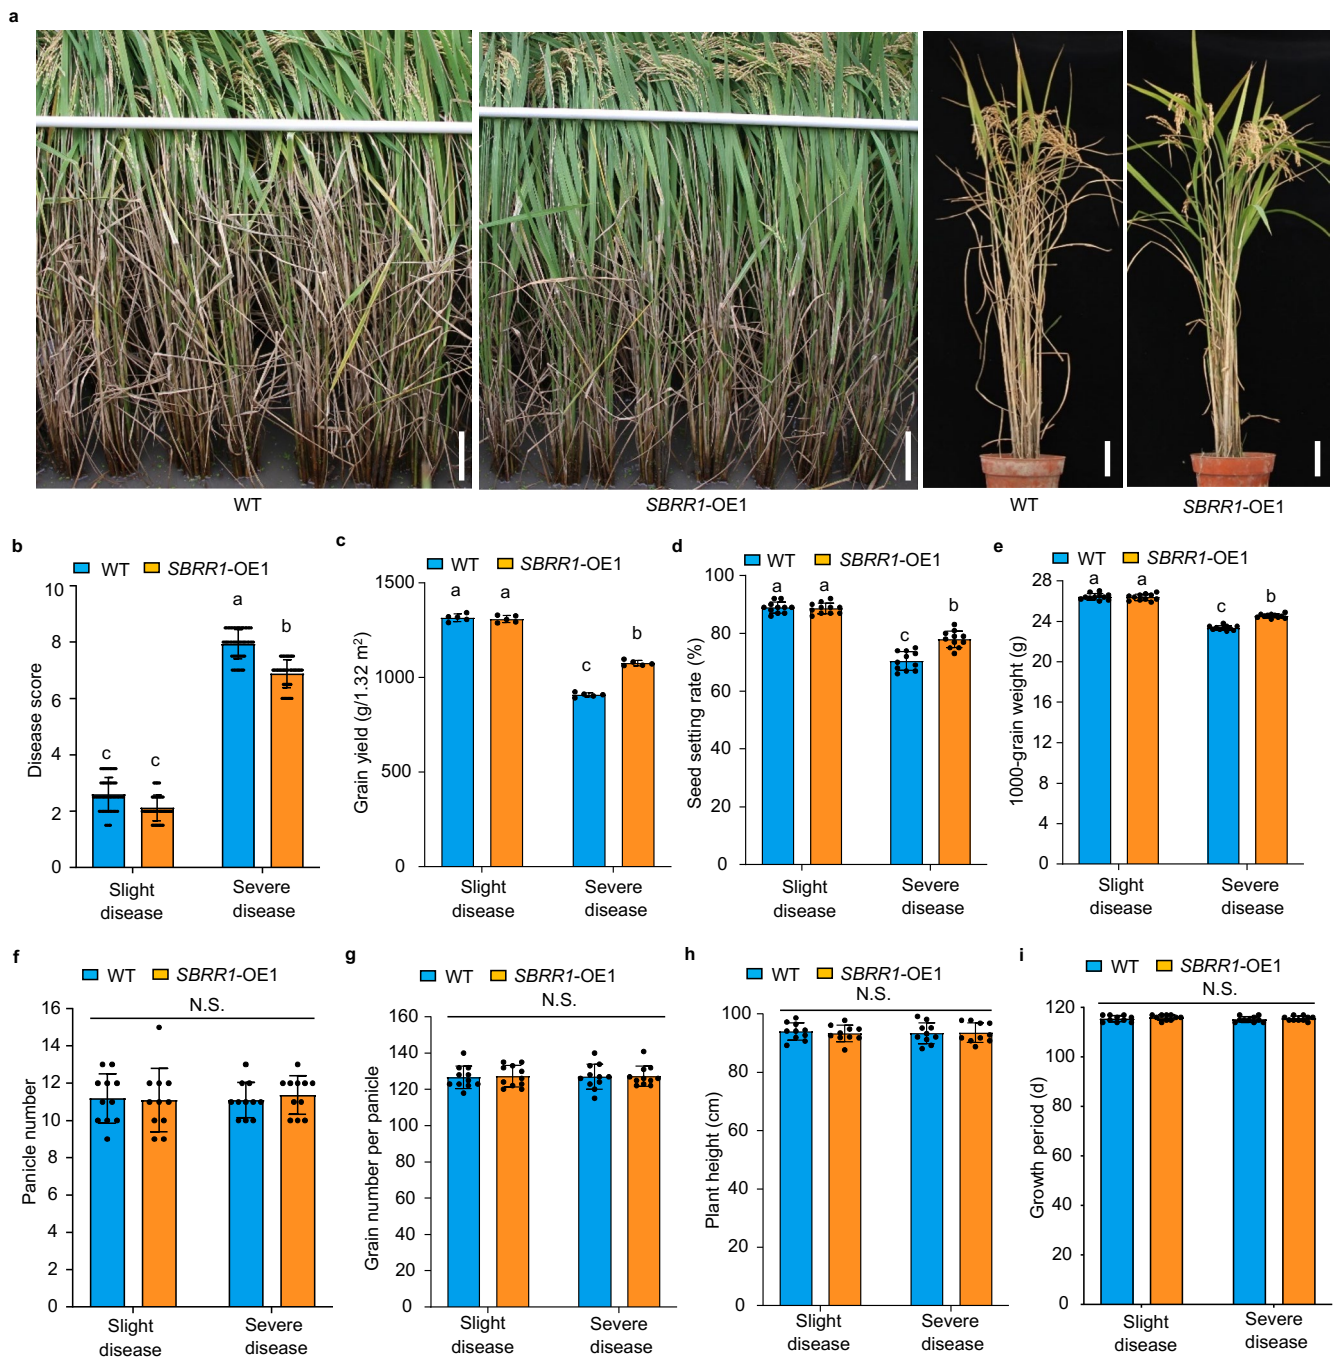 a
WT
SBRR1-OE1
WT
SBRR1-OE1
b
WT SBRR1-OE1
Disease score
10
8
6
4
2
0
c
c
a
b
Slight disease
Severe disease
c
WT SBRR1-OE1
Grain yield (g/1.32 m²)
1500
1000
500
0
a
a
c
b
Slight disease
Severe disease
d
WT SBRR1-OE1
Seed setting rate (%)
100
80
60
40
20
0
a
a
c
b
Slight disease
Severe disease
e
WT SBRR1-OE1
1000-grain weight (g)
28
24
20
16
12
8
4
0
a
a
c
b
Slight disease
Severe disease
f
WT SBRR1-OE1
N.S.
Panicle number
16
14
12
10
8
6
4
2
0
Slight disease
Severe disease
g
WT SBRR1-OE1
N.S.
Grain number per panicle
160
140
120
100
80
60
40
20
0
Slight disease
Severe disease
h
WT SBRR1-OE1
N.S.
Plant height (cm)
100
80
60
40
20
0
Slight disease
Severe disease
i
WT SBRR1-OE1
N.S.
Growth period (d)
120
100
80
60
40
20
0
Slight disease
Severe disease